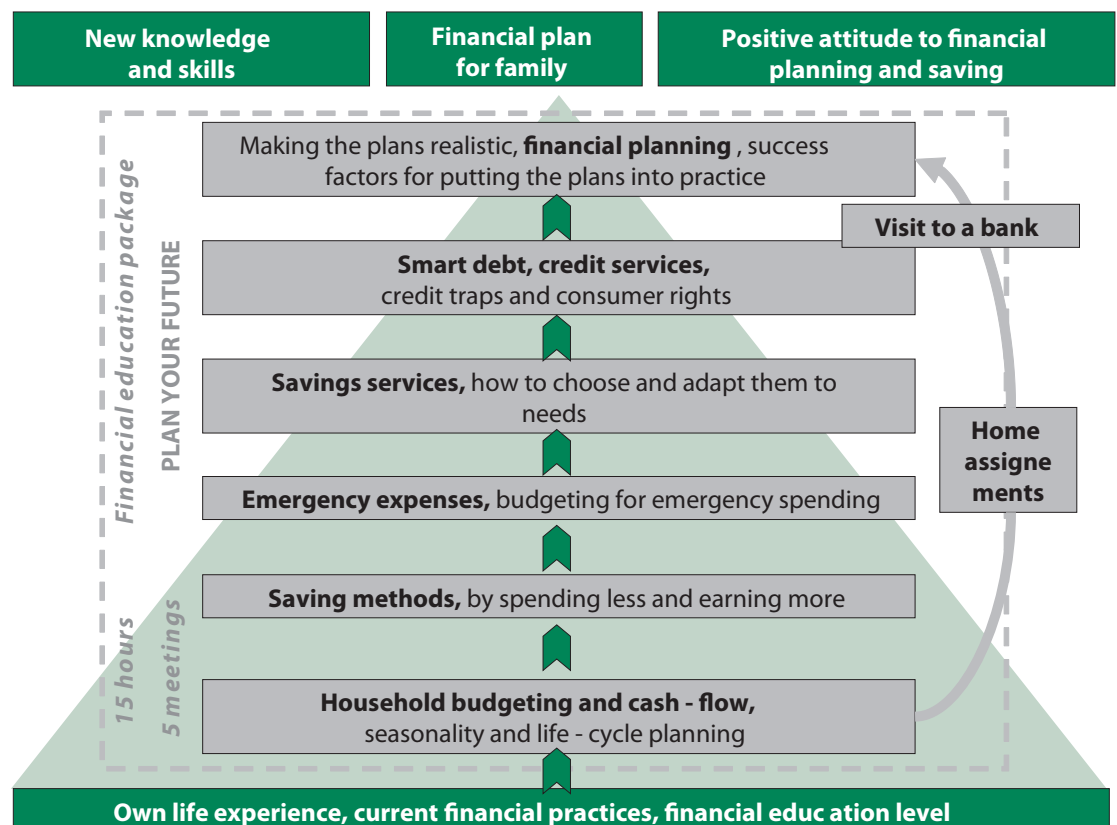 New knowledge
and skills
Financial plan
for family
Positive attitude to financial
planning and saving
Making the plans realistic, financial planning , success
factors for putting the plans into practice
Visit to a bank
Smart debt, credit services,
credit traps and consumer rights
Savings services, how to choose and adapt them to
needs
Home
assigne
ments
Emergency expenses, budgeting for emergency spending
Saving methods, by spending less and earning more
Household budgeting and cash - flow,
seasonality and life - cycle planning
Financial education package
PLAN YOUR FUTURE
15 hours
5 meetings
Own life experience, current financial practices, financial educ ation level